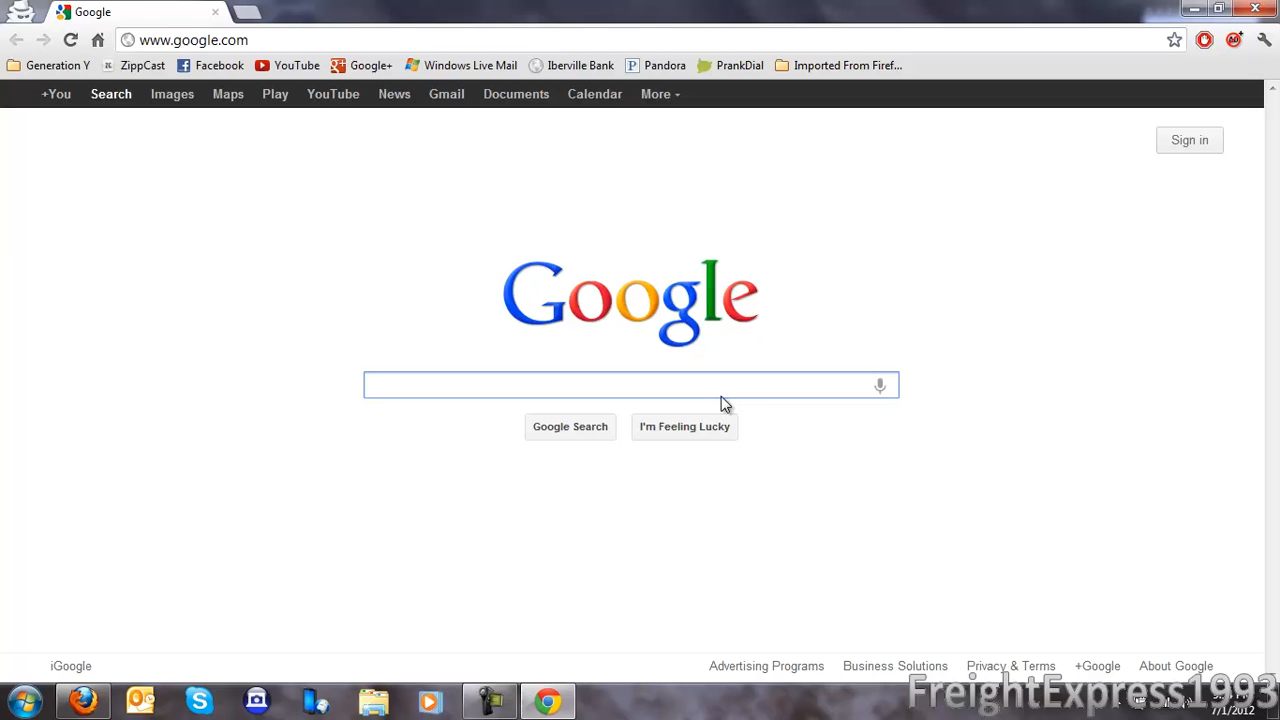 Google
www.google.com
Generation Y ZippCast Facebook YouTube Google+ Windows Live Mail Iberville Bank Pandora PrankDial Imported From Firef...
+You Search Images Maps Play YouTube News Gmail Documents Calendar More
Sign in
Google
Google Search I'm Feeling Lucky
iGoogle Advertising Programs Business Solutions Privacy & Terms +Google About Google
FreightExpress1993
7/1/2012